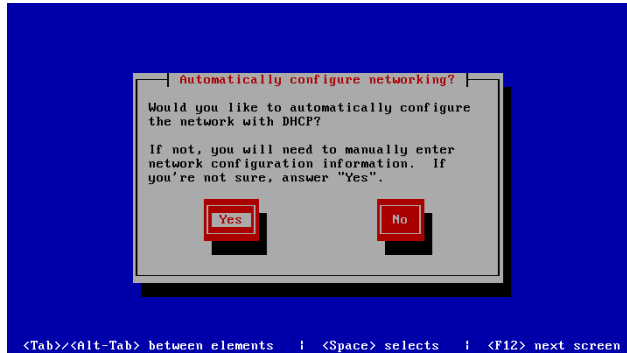 Automatically configure networking?
Would you like to automatically configure
the network with DHCP?
If not, you will need to manually enter
network configuration information.  If
you're not sure, answer "Yes".
Yes No
<Tab>/<Alt-Tab> between elements | <Space> selects | <F12> next screen